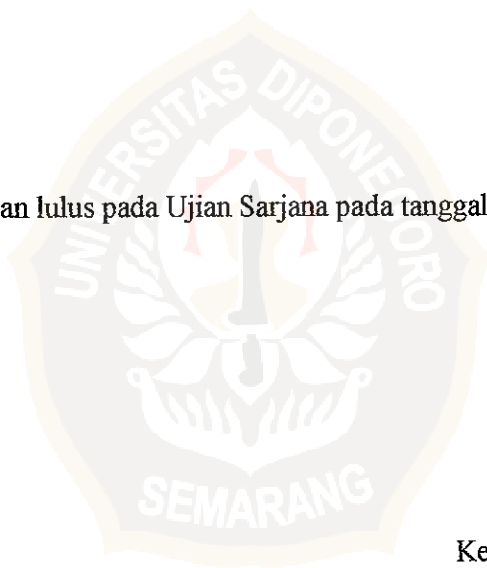 UNIVERSITAS DIPONEGORO
an lulus pada Ujian Sarjana pada tanggal
SEMARANG
Ke